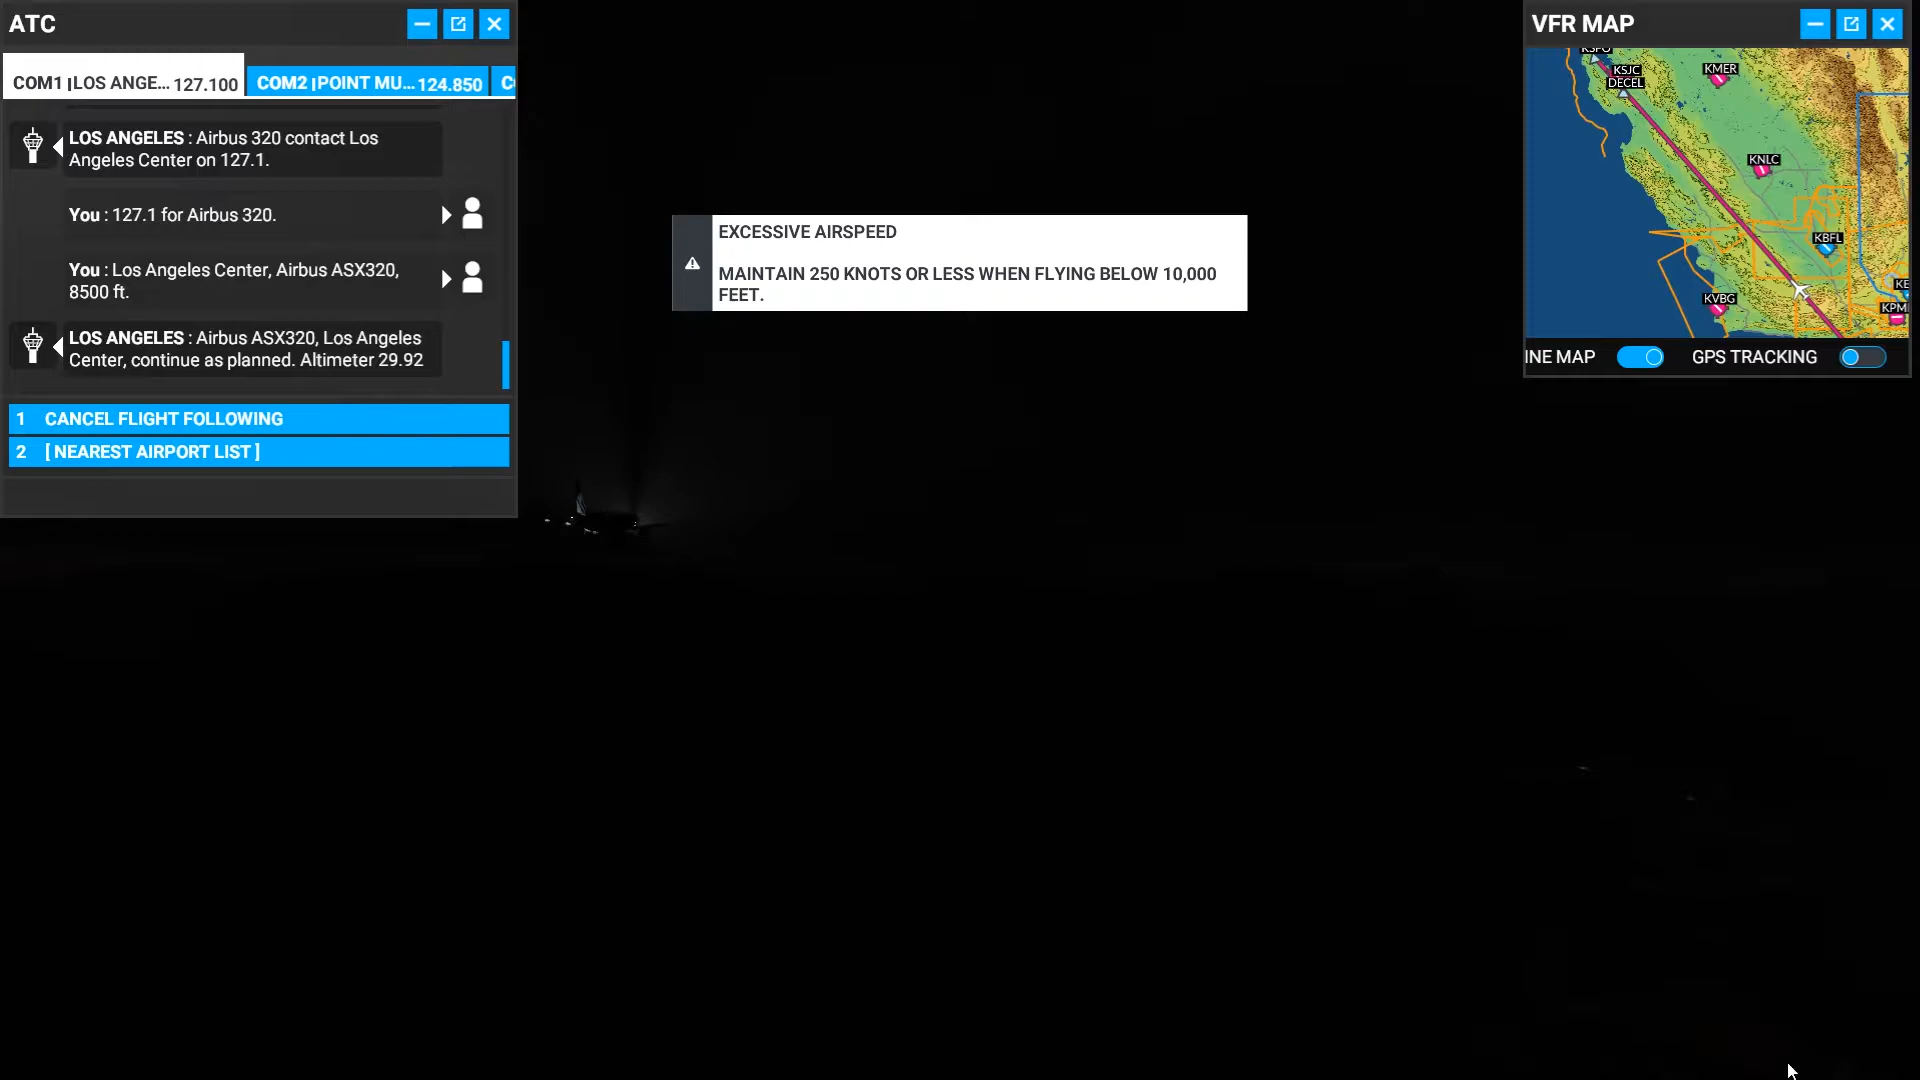 ATC
COM1 |LOS ANGE... 127.100
COM2 |POINT MU... 124.850
LOS ANGELES : Airbus 320 contact Los
Angeles Center on 127.1.
You : 127.1 for Airbus 320.
You : Los Angeles Center, Airbus ASX320,
8500 ft.
LOS ANGELES : Airbus ASX320, Los Angeles
Center, continue as planned. Altimeter 29.92
1 CANCEL FLIGHT FOLLOWING
2 [ NEAREST AIRPORT LIST ]
EXCESSIVE AIRSPEED
MAINTAIN 250 KNOTS OR LESS WHEN FLYING BELOW 10,000
FEET.
VFR MAP
KSJC
DECEL
KMER
KNLC
KBFL
KVBG
INE MAP
GPS TRACKING